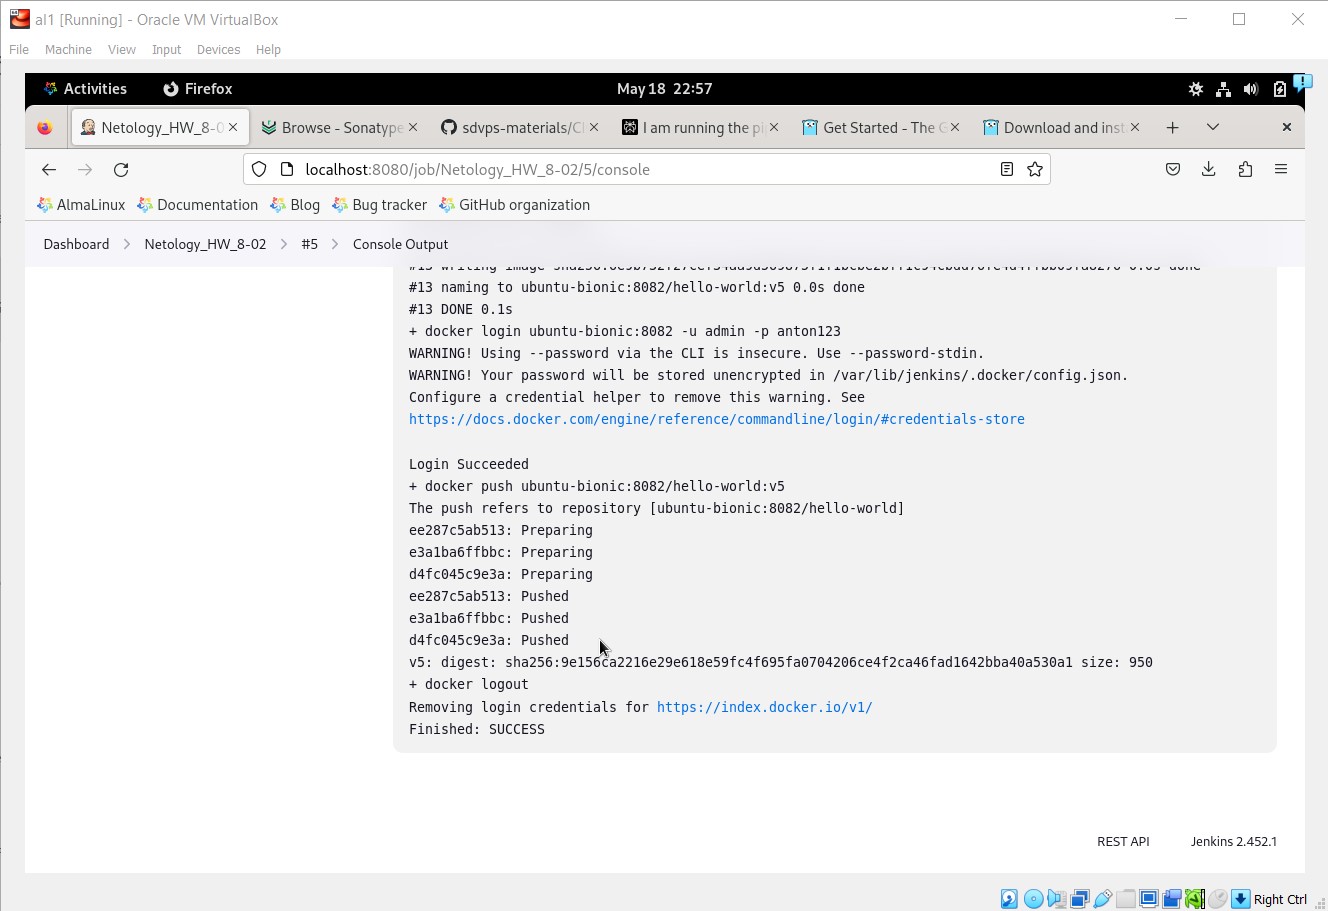 al1 [Running] - Oracle VM VirtualBox
File Machine View Input Devices Help
Activities Firefox May 18 22:57
Netology_HW_8-0 Browse - Sonatype sdvps-materials/CI I am running the pi Get Started - The G Download and inst
localhost:8080/job/Netology_HW_8-02/5/console
AlmaLinux Documentation Blog Bug tracker GitHub organization
Dashboard Netology_HW_8-02 #5 Console Output
#13 writing image
#13 naming to ubuntu-bionic:8082/hello-world:v5 0.0s done
#13 DONE 0.1s
+ docker login ubuntu-bionic:8082 -u admin -p anton123
WARNING! Using --password via the CLI is insecure. Use --password-stdin.
WARNING! Your password will be stored unencrypted in /var/lib/jenkins/.docker/config.json.
Configure a credential helper to remove this warning. See
https://docs.docker.com/engine/reference/commandline/login/#credentials-store
Login Succeeded
+ docker push ubuntu-bionic:8082/hello-world:v5
The push refers to repository [ubuntu-bionic:8082/hello-world]
ee287c5ab513: Preparing
e3a1ba6ffbbc: Preparing
d4fc045c9e3a: Preparing
ee287c5ab513: Pushed
e3a1ba6ffbbc: Pushed
d4fc045c9e3a: Pushed
v5: digest: sha256:9e156ca2216e29e618e59fc4f695fa0704206ce4f2ca46fad1642bba40a530a1 size: 950
+ docker logout
Removing login credentials for https://index.docker.io/v1/
Finished: SUCCESS
REST API Jenkins 2.452.1
Right Ctrl